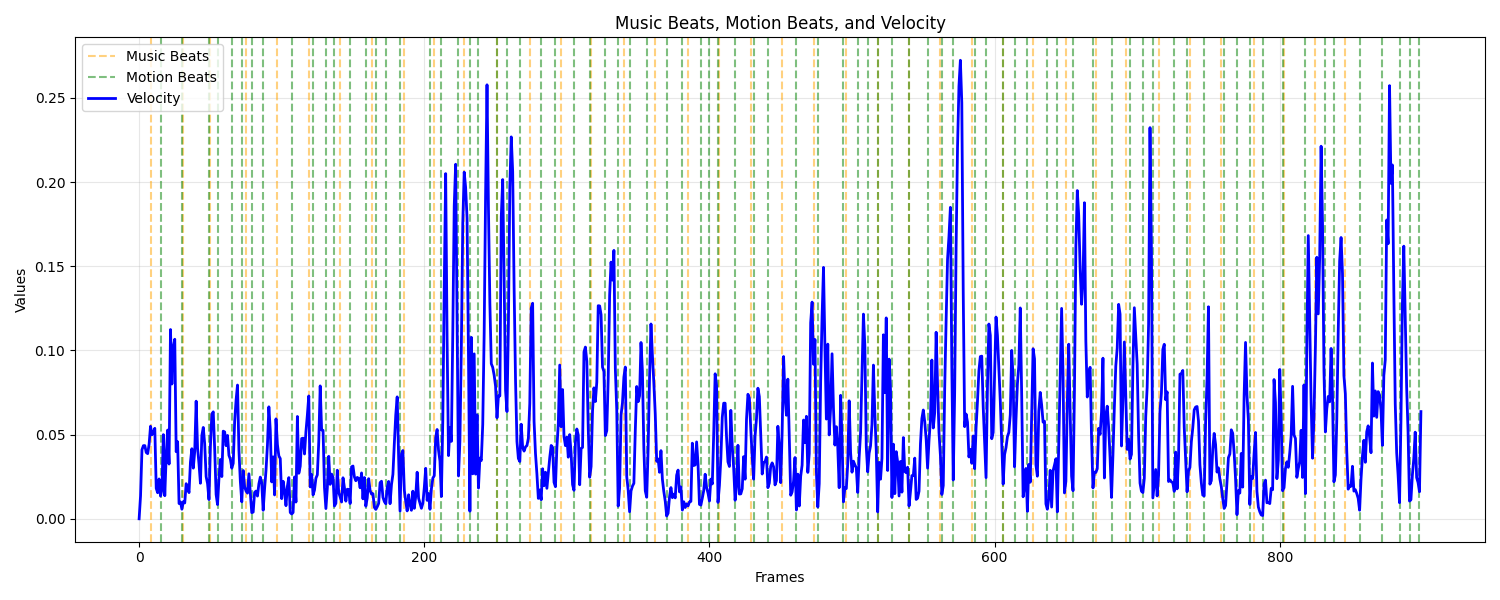 Music Beats, Motion Beats, and Velocity
Music Beats
Motion Beats
Velocity
Values
0.25
0.20
0.15
0.10
0.05
0.00
0
200
400
600
800
Frames